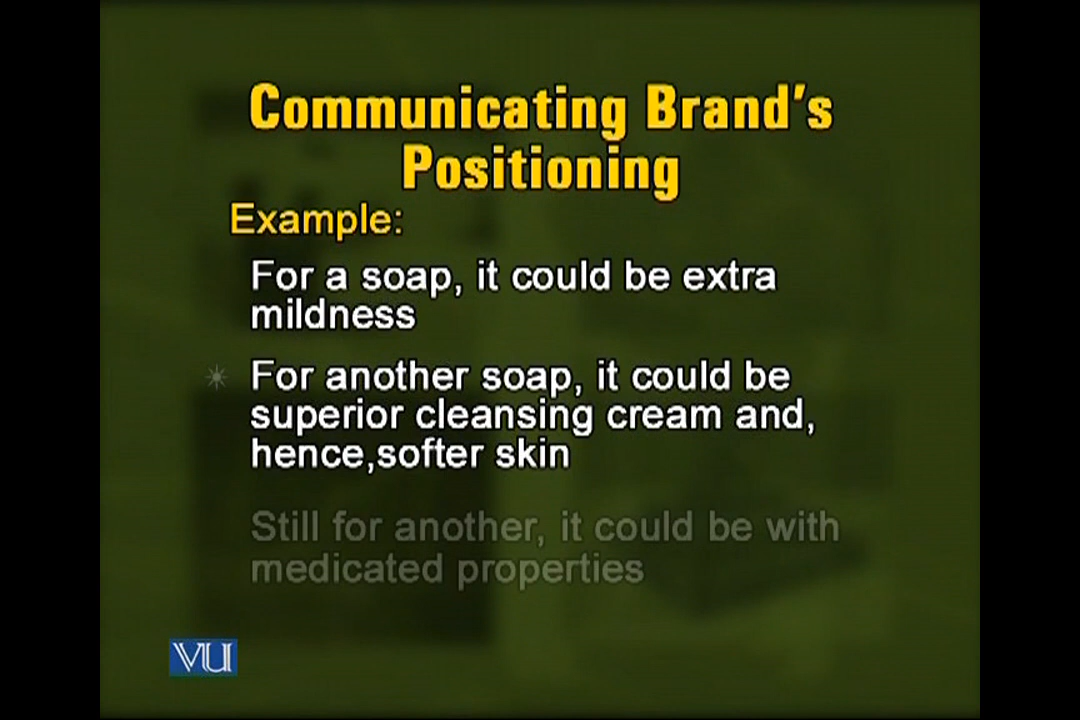 Communicating Brand's
Positioning
Example:
For a soap, it could be extra
mildness
For another soap, it could be
superior cleansing cream and,
hence,softer skin
Still for another, it could be with
medicated properties
VU